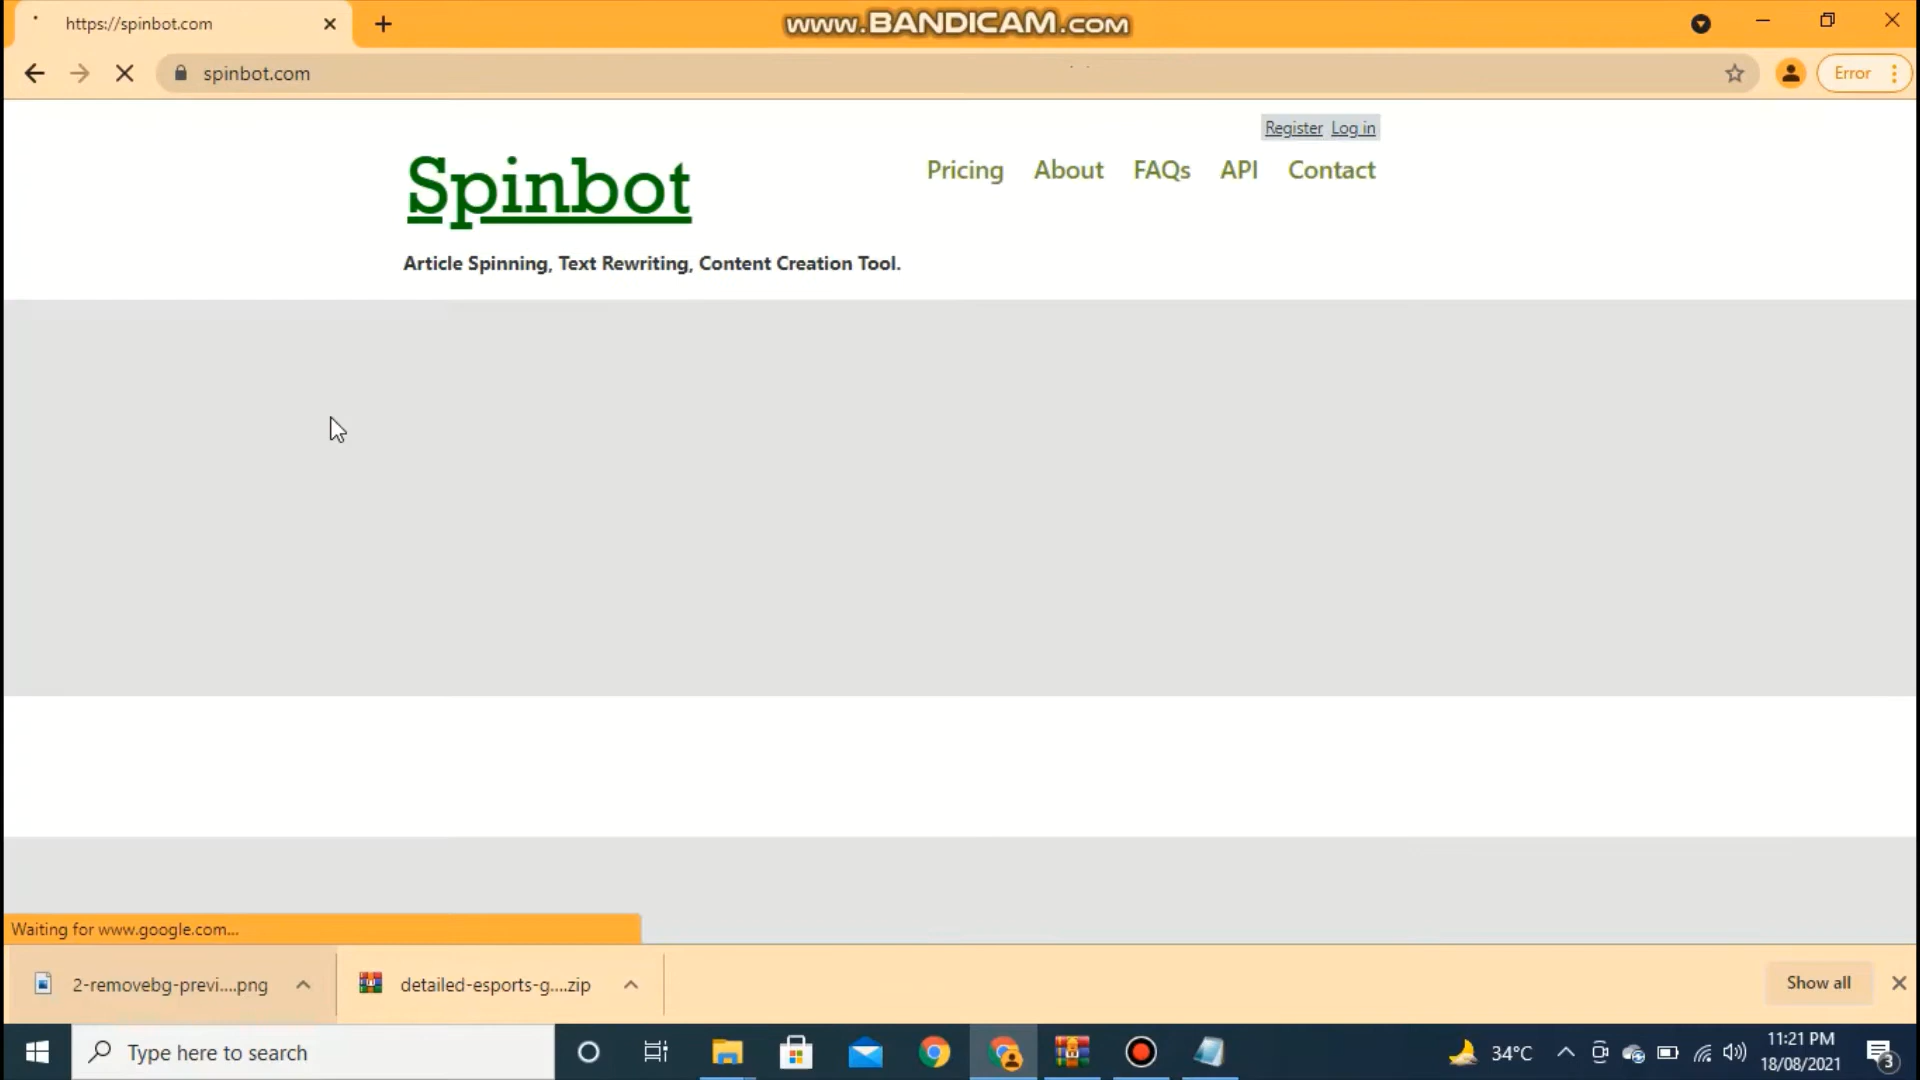 https://spinbot.com
www.BANDICAM.com
spinbot.com
Error
Register Log in
Spinbot
Pricing About FAQs API Contact
Article Spinning, Text Rewriting, Content Creation Tool.
Waiting for www.google.com...
2-removebg-previ....png
detailed-esports-g....zip
Show all
Type here to search
34°C
11:21 PM
18/08/2021
3